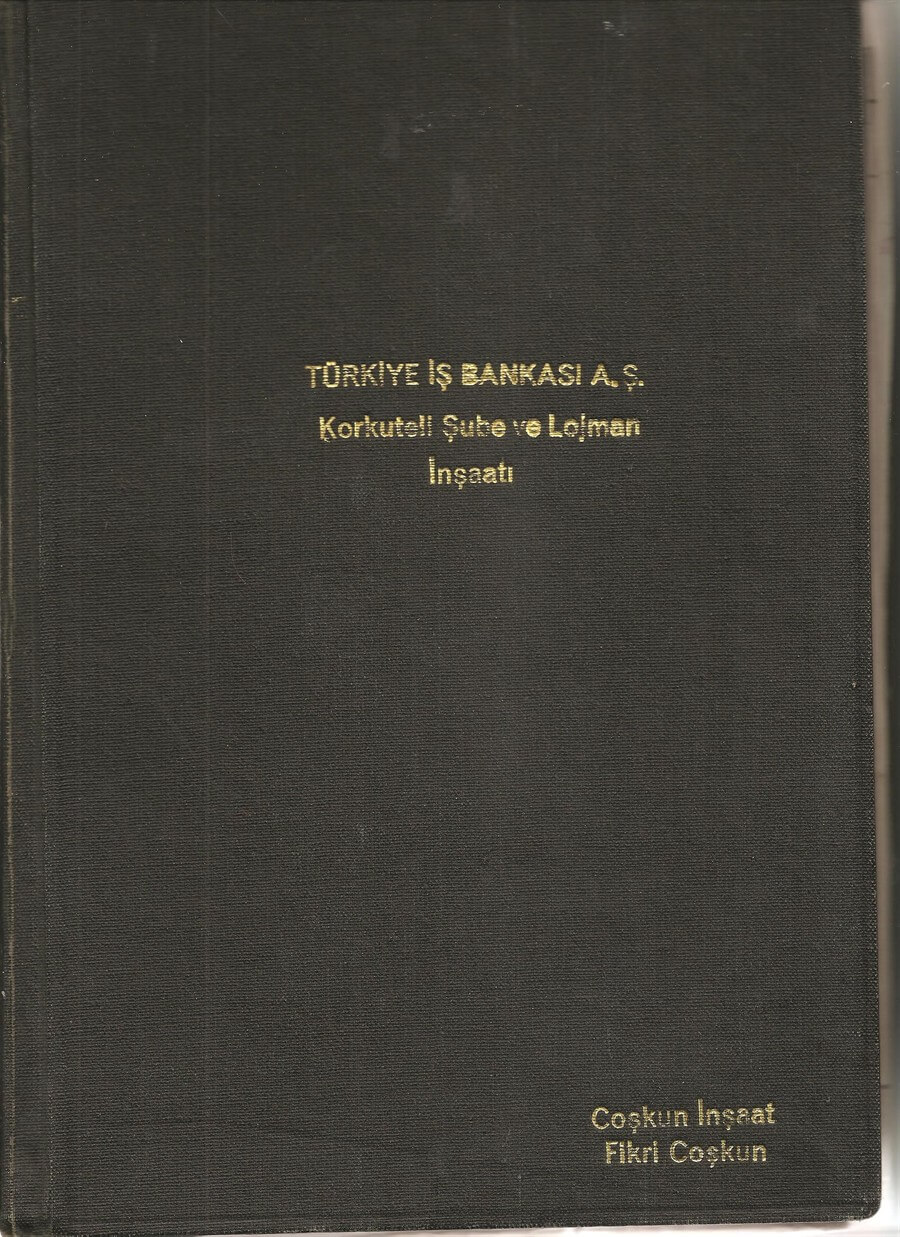 TÜRKİYE İŞ BANKASI A.Ş.
Korkuteli Şube ve Lojman
İnşaatı
Coşkun İnşaat
Fikri Coşkun